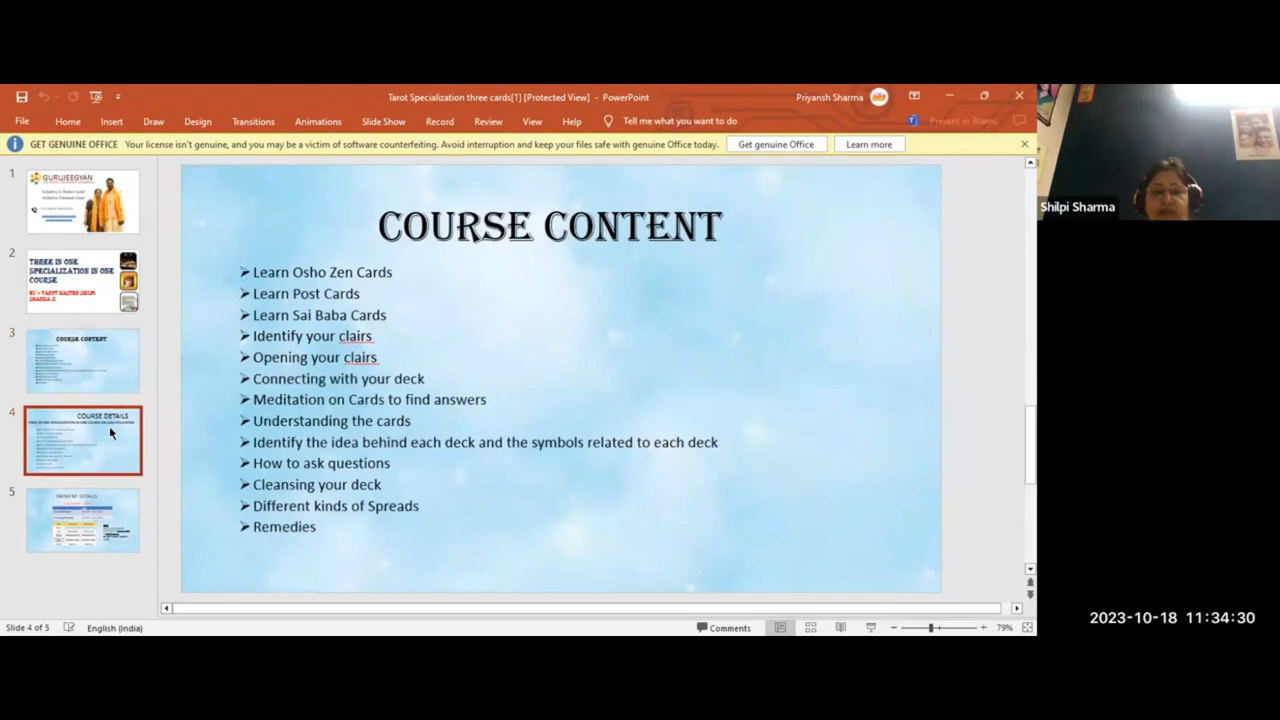 Tarot Specialization three cards[1] [Protected View] - PowerPoint
Priyansh Sharma
File Home Insert Draw Design Transitions Animations Slide Show Record Review View Help Tell me what you want to do Present in Teams
GET GENUINE OFFICE Your license isn't genuine, and you may be a victim of software counterfeiting. Avoid interruption and keep your files safe with genuine Office today. Get genuine Office Learn more
1
GURUJEEGYAN
2
THREE IN ONE
SPECIALIZATION IN ONE
COURSE
3
COURSE CONTENT
4
COURSE DETAILS
5
PAYMENT DETAILS
COURSE CONTENT
➢ Learn Osho Zen Cards
➢ Learn Post Cards
➢ Learn Sai Baba Cards
➢ Identify your clairs
➢ Opening your clairs
➢ Connecting with your deck
➢ Meditation on Cards to find answers
➢ Understanding the cards
➢ Identify the idea behind each deck and the symbols related to each deck
➢ How to ask questions
➢ Cleansing your deck
➢ Different kinds of Spreads
➢ Remedies
Shilpi Sharma
Slide 4 of 5 English (India) Comments 79%
2023-10-18 11:34:30